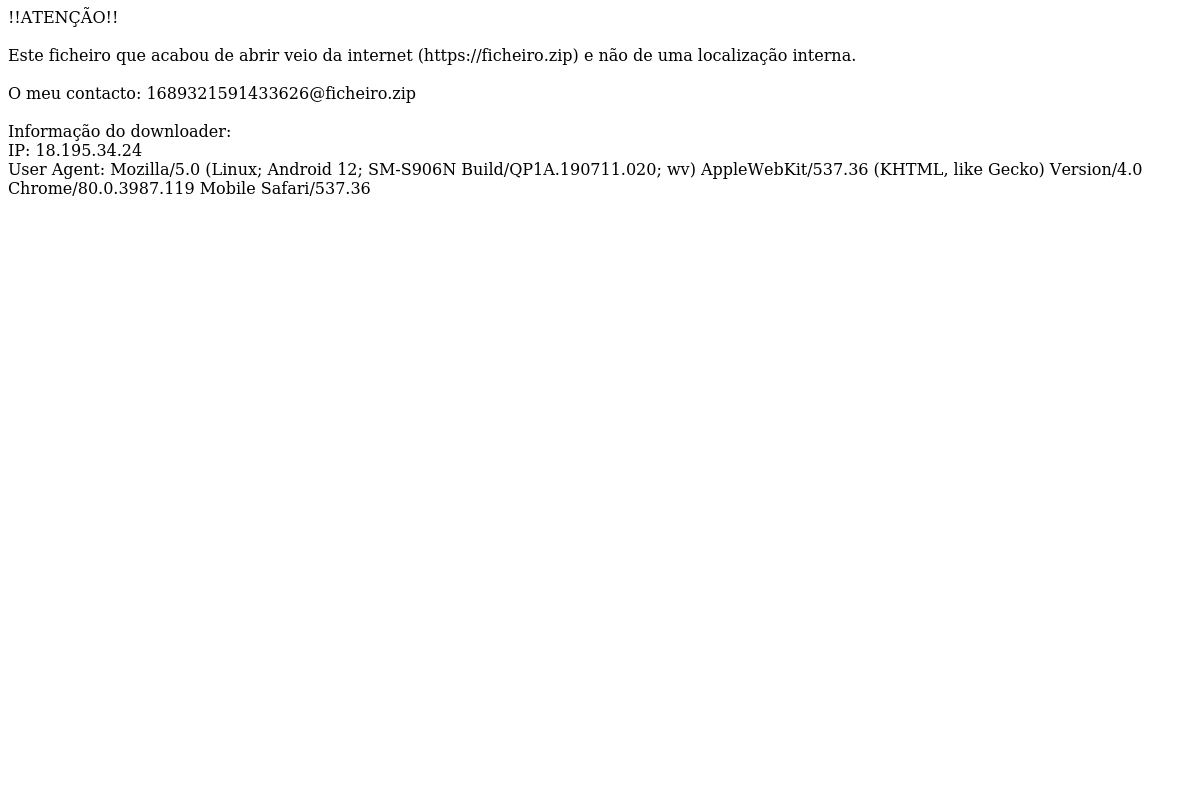 !!ATENÇÃO!!
Este ficheiro que acabou de abrir veio da internet (https://ficheiro.zip) e não de uma localização interna.
O meu contacto: 1689321591433626@ficheiro.zip
Informação do downloader:
IP: 18.195.34.24
User Agent: Mozilla/5.0 (Linux; Android 12; SM-S906N Build/QP1A.190711.020; wv) AppleWebKit/537.36 (KHTML, like Gecko) Version/4.0
Chrome/80.0.3987.119 Mobile Safari/537.36